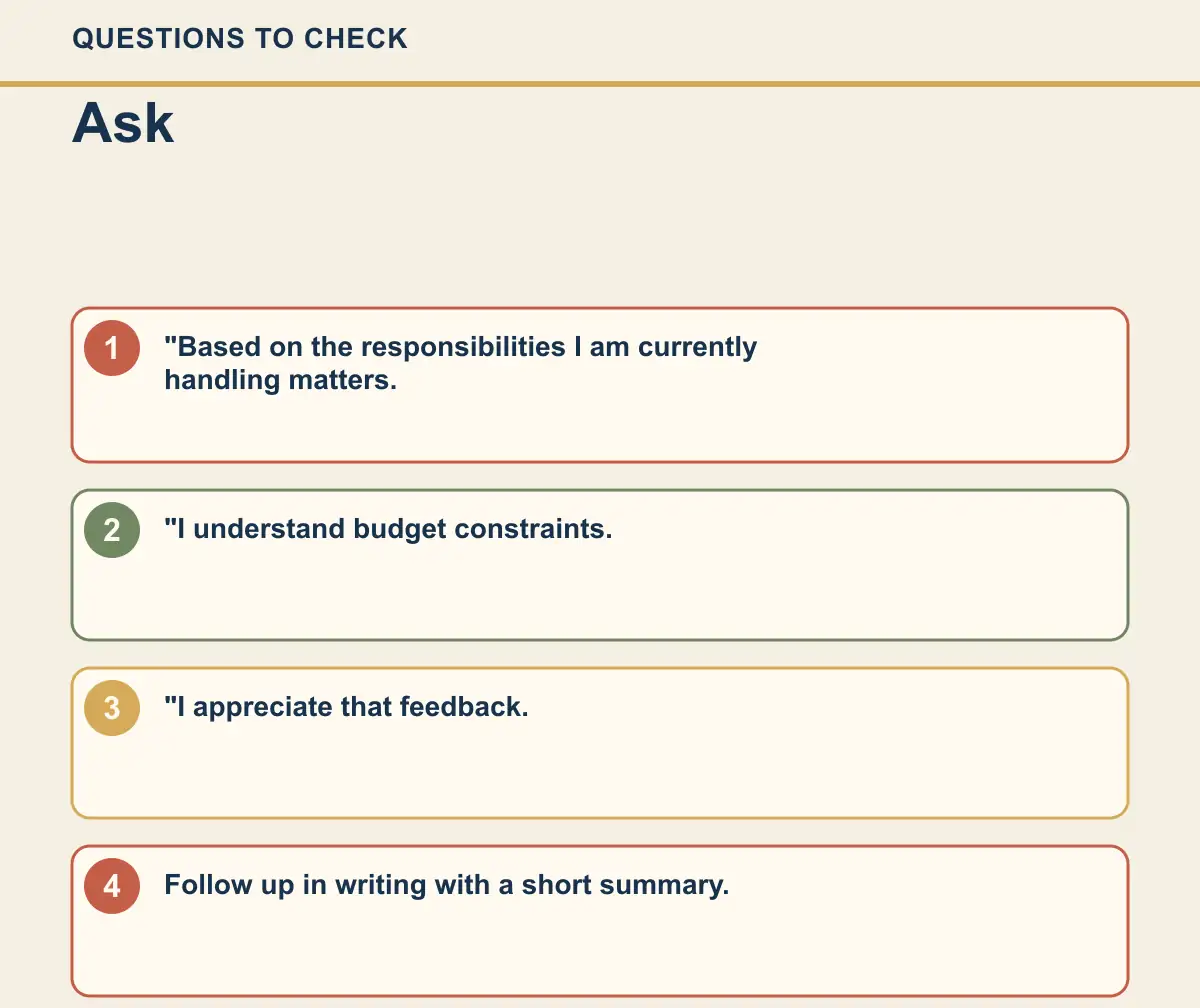 QUESTIONS TO CHECK
Ask
1
"Based on the responsibilities I am currently
handling matters.
2
"I understand budget constraints.
3
"I appreciate that feedback.
4
Follow up in writing with a short summary.